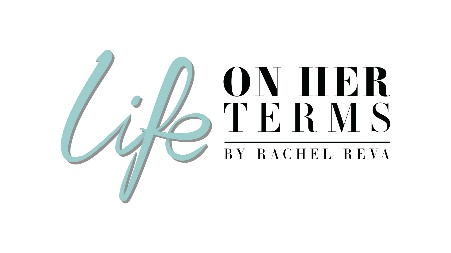 Life
ON HER
TERMS
BY RACHEL REVA